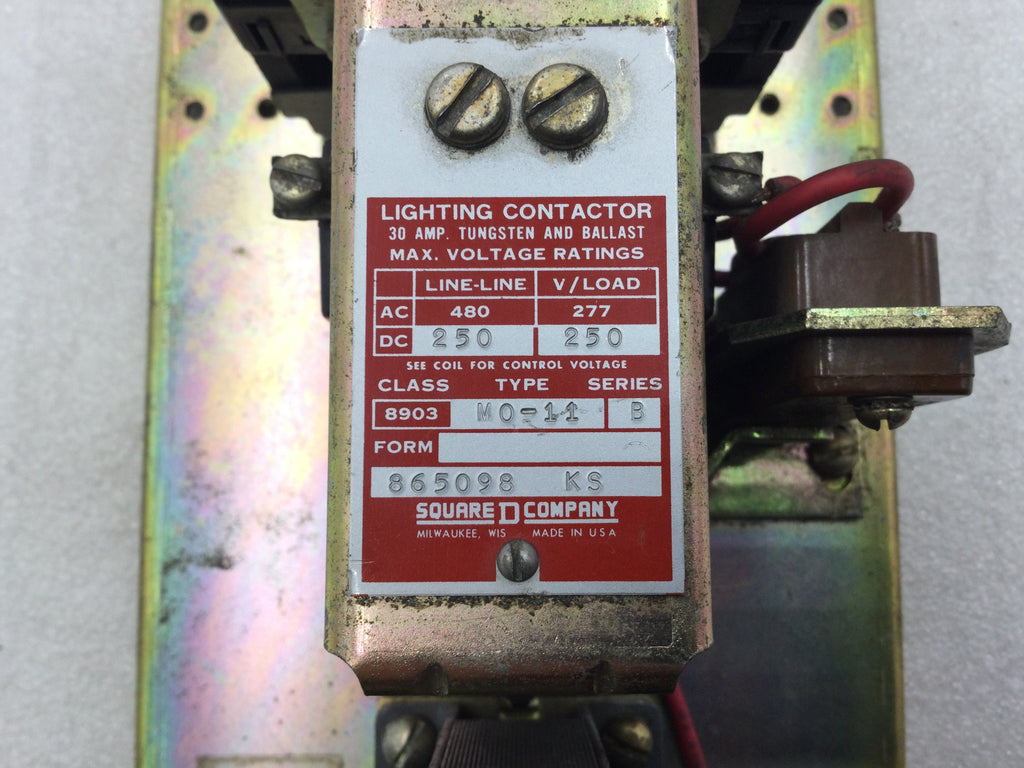 LIGHTING CONTACTOR
30 AMP. TUNGSTEN AND BALLAST
MAX. VOLTAGE RATINGS
LINE-LINE V/LOAD
AC 480 277
DC 250 250
SEE COIL FOR CONTROL VOLTAGE
CLASS TYPE SERIES
8903 MO-11 B
FORM
865098 KS
SQUARE D COMPANY
MILWAUKEE, WIS MADE IN USA